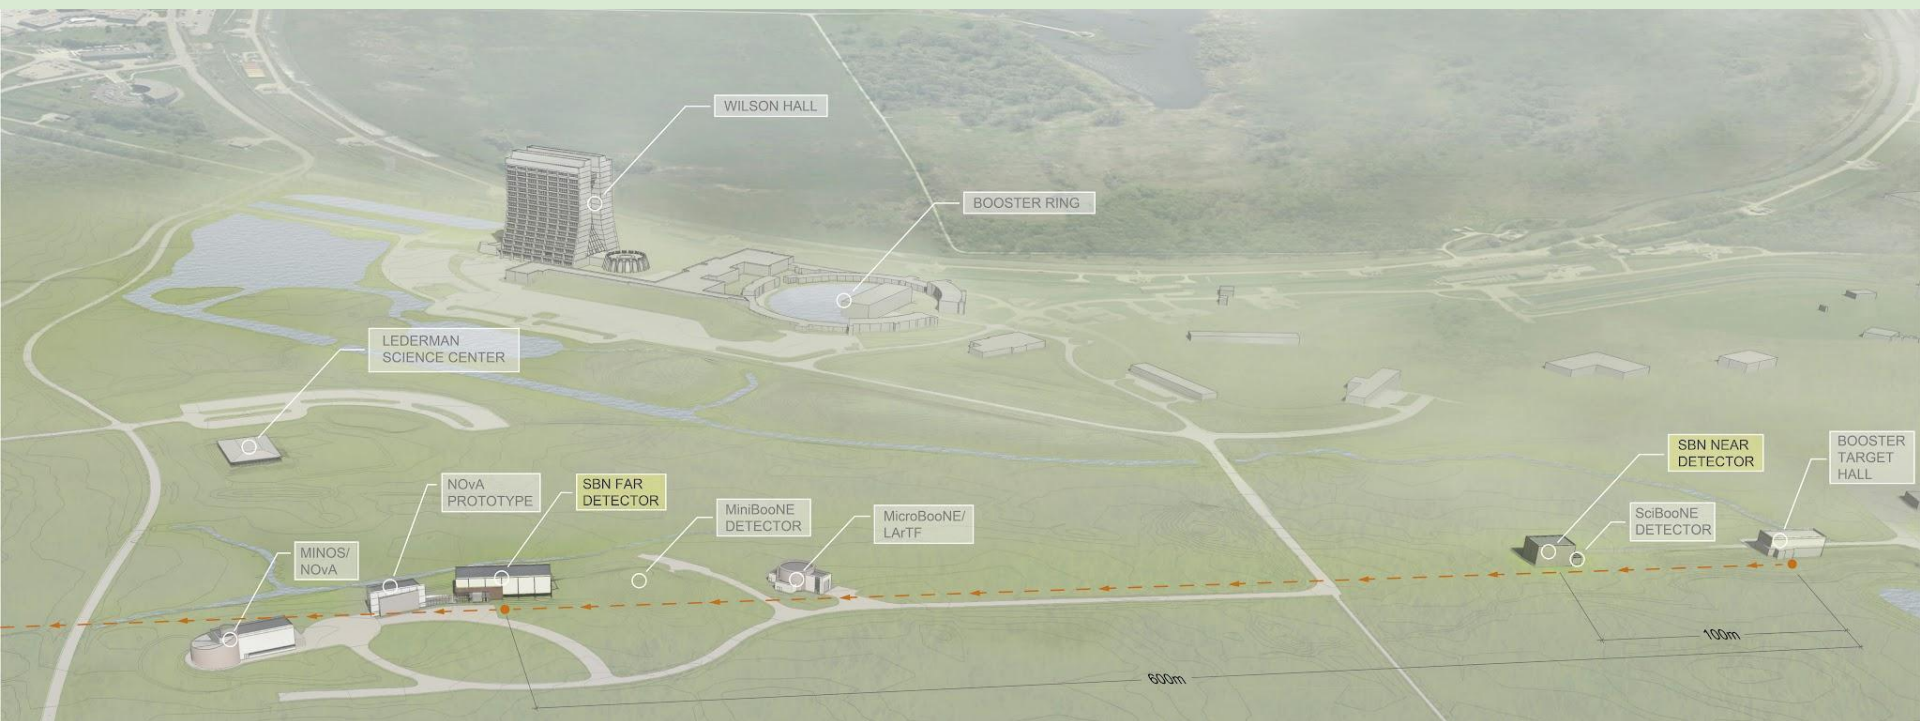 WILSON HALL
BOOSTER RING
LEDERMAN
SCIENCE CENTER
NOvA
PROTOTYPE
SBN FAR
DETECTOR
MINOS/
NOvA
MiniBooNE
DETECTOR
MicroBooNE/
LArTF
SBN NEAR
DETECTOR
SciBooNE
DETECTOR
BOOSTER
TARGET
HALL
100m
600m